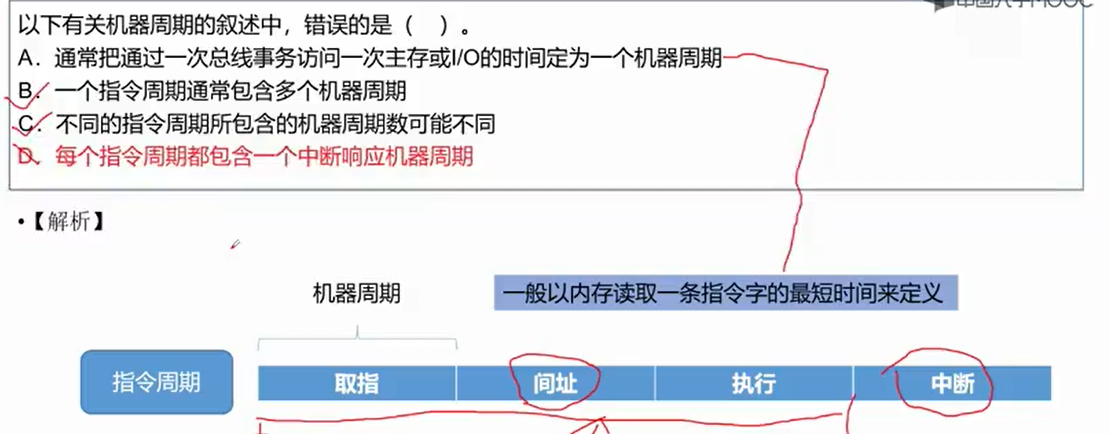 以下有关机器周期的叙述中，错误的是（　）。
A．通常把通过一次总线事务访问一次主存或I/O的时间定为一个机器周期
B．一个指令周期通常包含多个机器周期
C．不同的指令周期所包含的机器周期数可能不同
D、每个指令周期都包含一个中断响应机器周期
•【解析】
机器周期
一般以内存读取一条指令字的最短时间来定义
指令周期
取指
间址
执行
中断